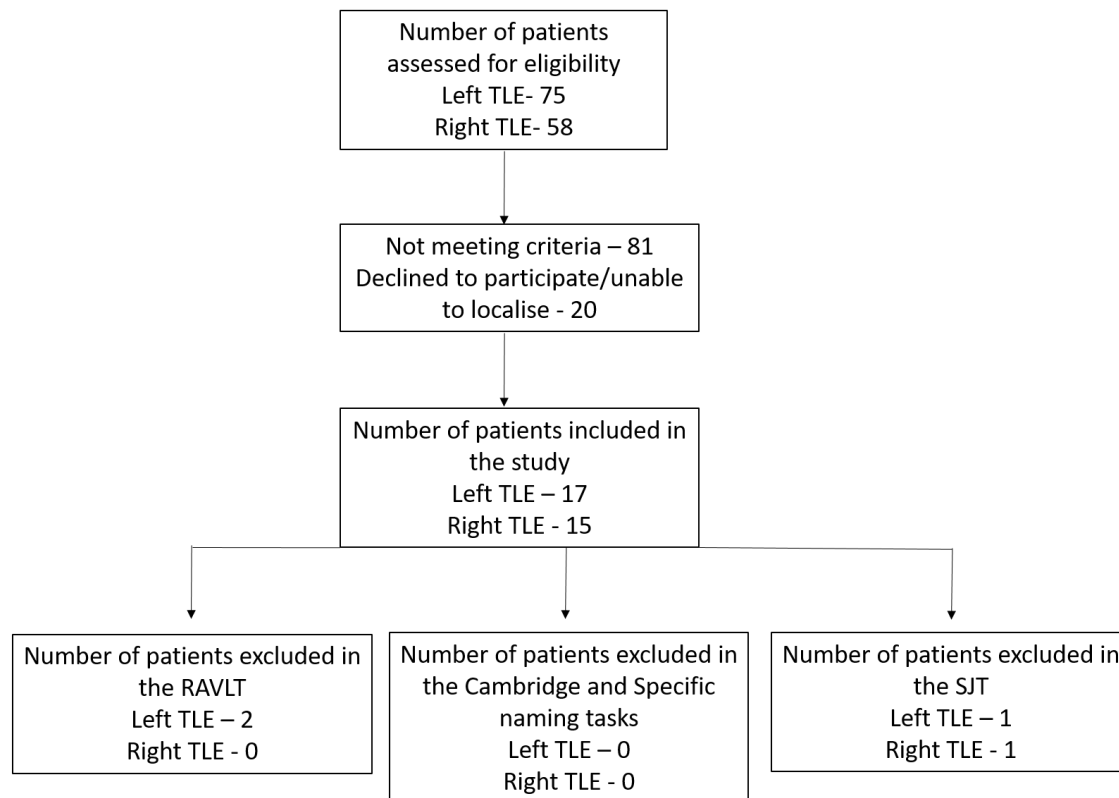 Number of patients
assessed for eligibility
Left TLE- 75
Right TLE- 58
Not meeting criteria – 81
Declined to participate/unable
to localise - 20
Number of patients included in
the study
Left TLE – 17
Right TLE - 15
Number of patients excluded in
the RAVLT
Left TLE – 2
Right TLE - 0
Number of patients excluded in
the Cambridge and Specific
naming tasks
Left TLE – 0
Right TLE - 0
Number of patients excluded in
the SJT
Left TLE – 1
Right TLE - 1